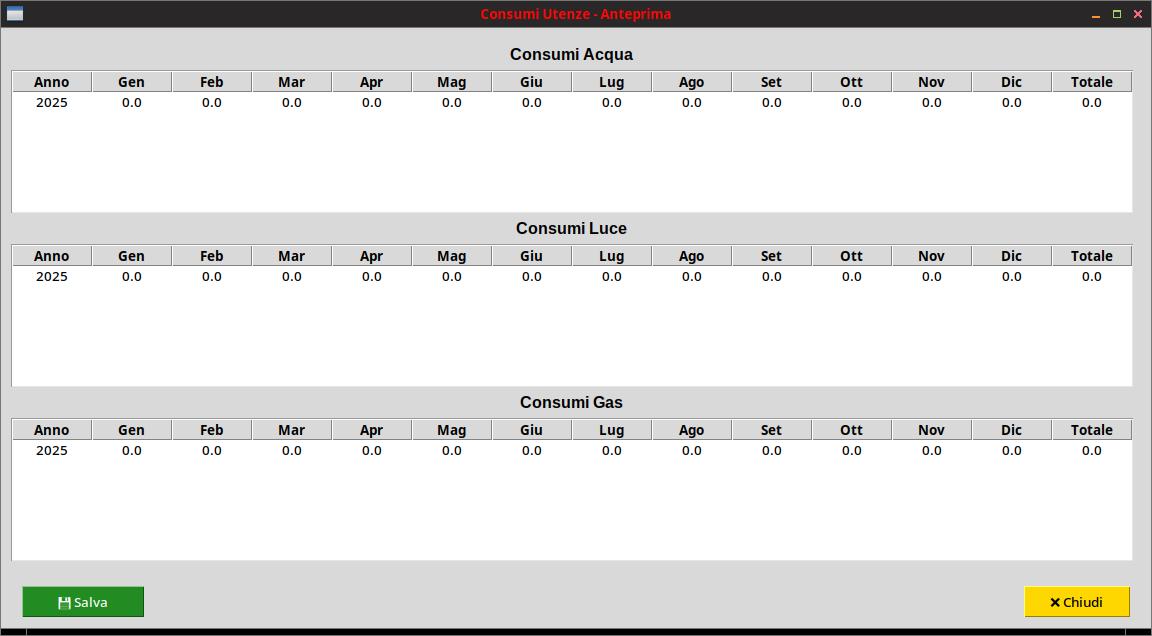 Consumi Utenze - Anteprima
Consumi Acqua
Anno Gen Feb Mar Apr Mag Giu Lug Ago Set Ott Nov Dic Totale
2025 0.0 0.0 0.0 0.0 0.0 0.0 0.0 0.0 0.0 0.0 0.0 0.0 0.0
Consumi Luce
Anno Gen Feb Mar Apr Mag Giu Lug Ago Set Ott Nov Dic Totale
2025 0.0 0.0 0.0 0.0 0.0 0.0 0.0 0.0 0.0 0.0 0.0 0.0 0.0
Consumi Gas
Anno Gen Feb Mar Apr Mag Giu Lug Ago Set Ott Nov Dic Totale
2025 0.0 0.0 0.0 0.0 0.0 0.0 0.0 0.0 0.0 0.0 0.0 0.0 0.0
Salva
Chiudi